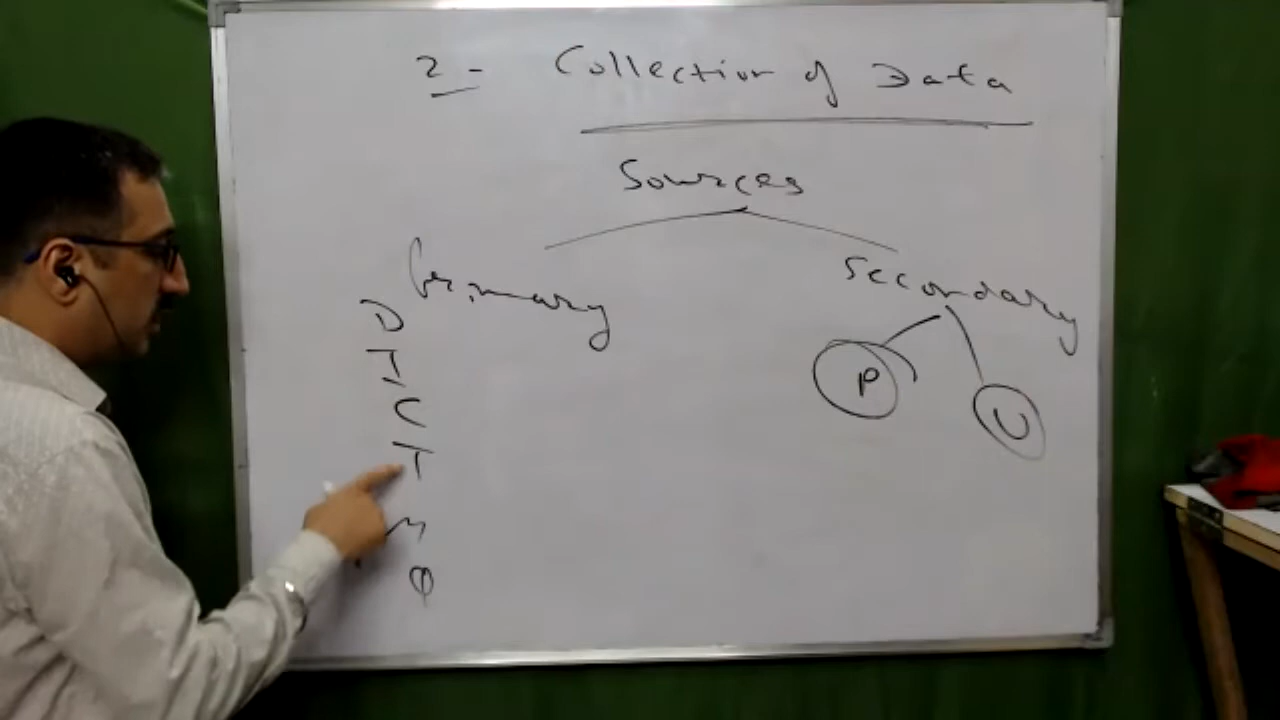 2 - Collection of Data
Sources
Primary
Secondary
D
I
C
T
M
Q
P
U